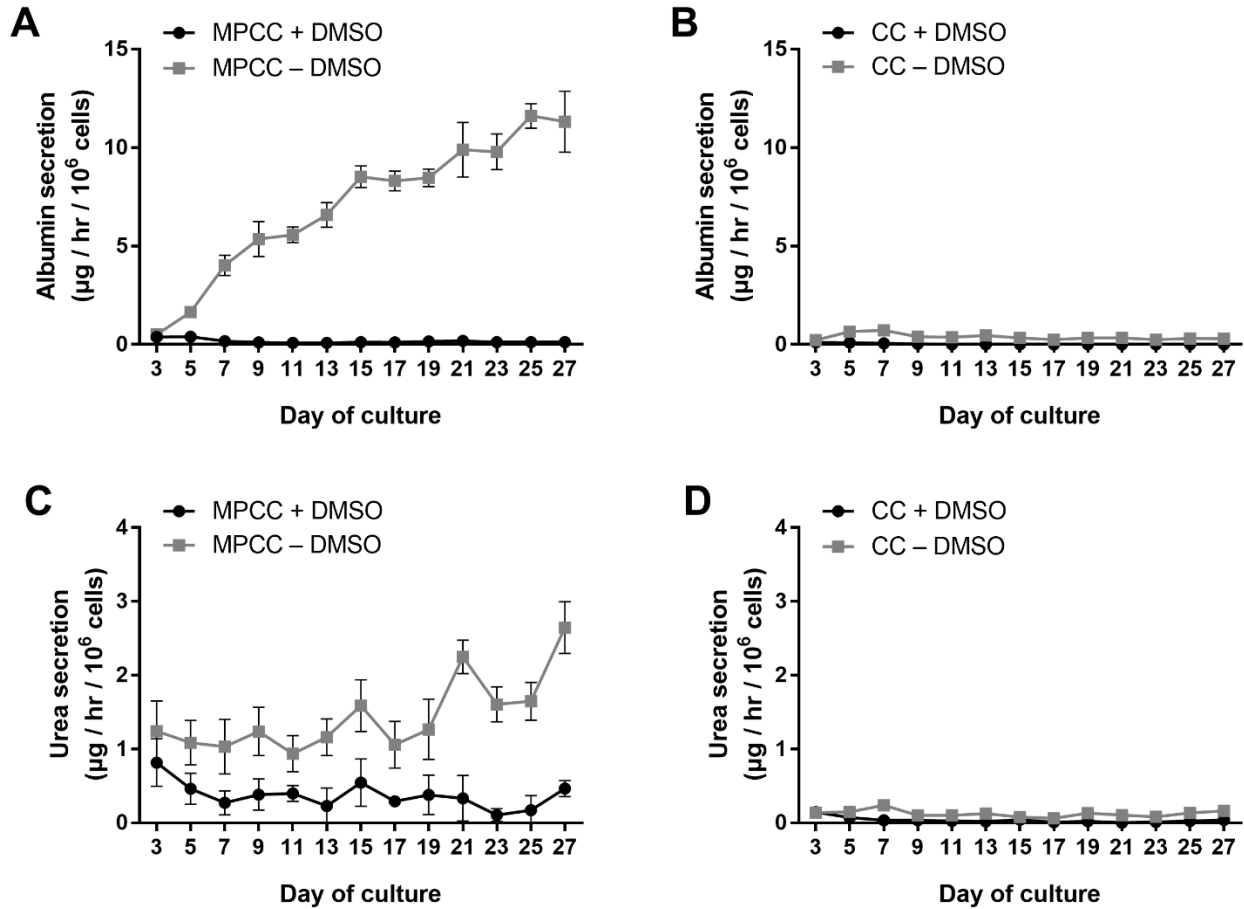 A
MPCC + DMSO
MPCC – DMSO
Albumin secretion
(µg / hr / 10⁶ cells)
15
10
5
0
3 5 7 9 11 13 15 17 19 21 23 25 27
Day of culture
B
CC + DMSO
CC – DMSO
Albumin secretion
(µg / hr / 10⁶ cells)
15
10
5
0
3 5 7 9 11 13 15 17 19 21 23 25 27
Day of culture
C
MPCC + DMSO
MPCC – DMSO
Urea secretion
(µg / hr / 10⁶ cells)
4
3
2
1
0
3 5 7 9 11 13 15 17 19 21 23 25 27
Day of culture
D
CC + DMSO
CC – DMSO
Urea secretion
(µg / hr / 10⁶ cells)
4
3
2
1
0
3 5 7 9 11 13 15 17 19 21 23 25 27
Day of culture